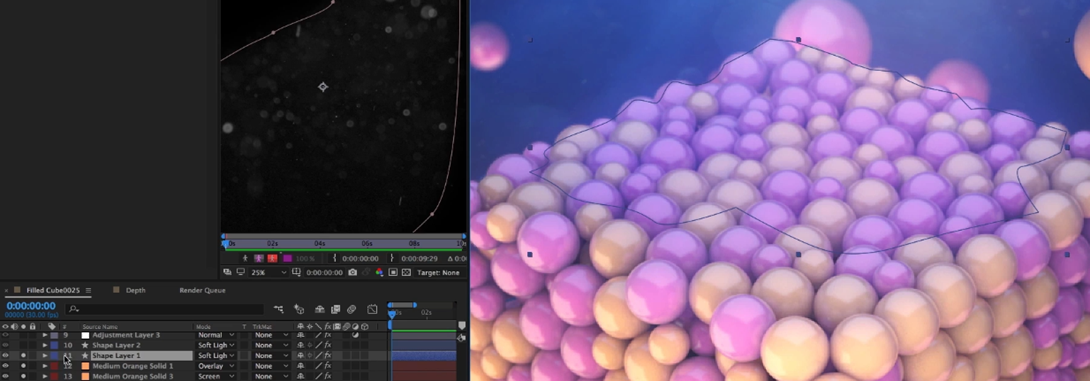 0s 02s 04s 06s 08s 10s
100% 0:00:00:00 0:00:09:29 Δ 0:0
25% 0:00:00:00 Target: None
Filled Cube0025 Depth Render Queue
0:00:00:00
00000 (30.00 fps)
0s 02s
# Source Name Mode T TrkMat
9 Adjustment Layer 3 Normal None
10 Shape Layer 2 Soft Ligh None
Shape Layer 1 Soft Ligh None
12 Medium Orange Solid 1 Overlay None
13 Medium Orange Solid 3 Screen None